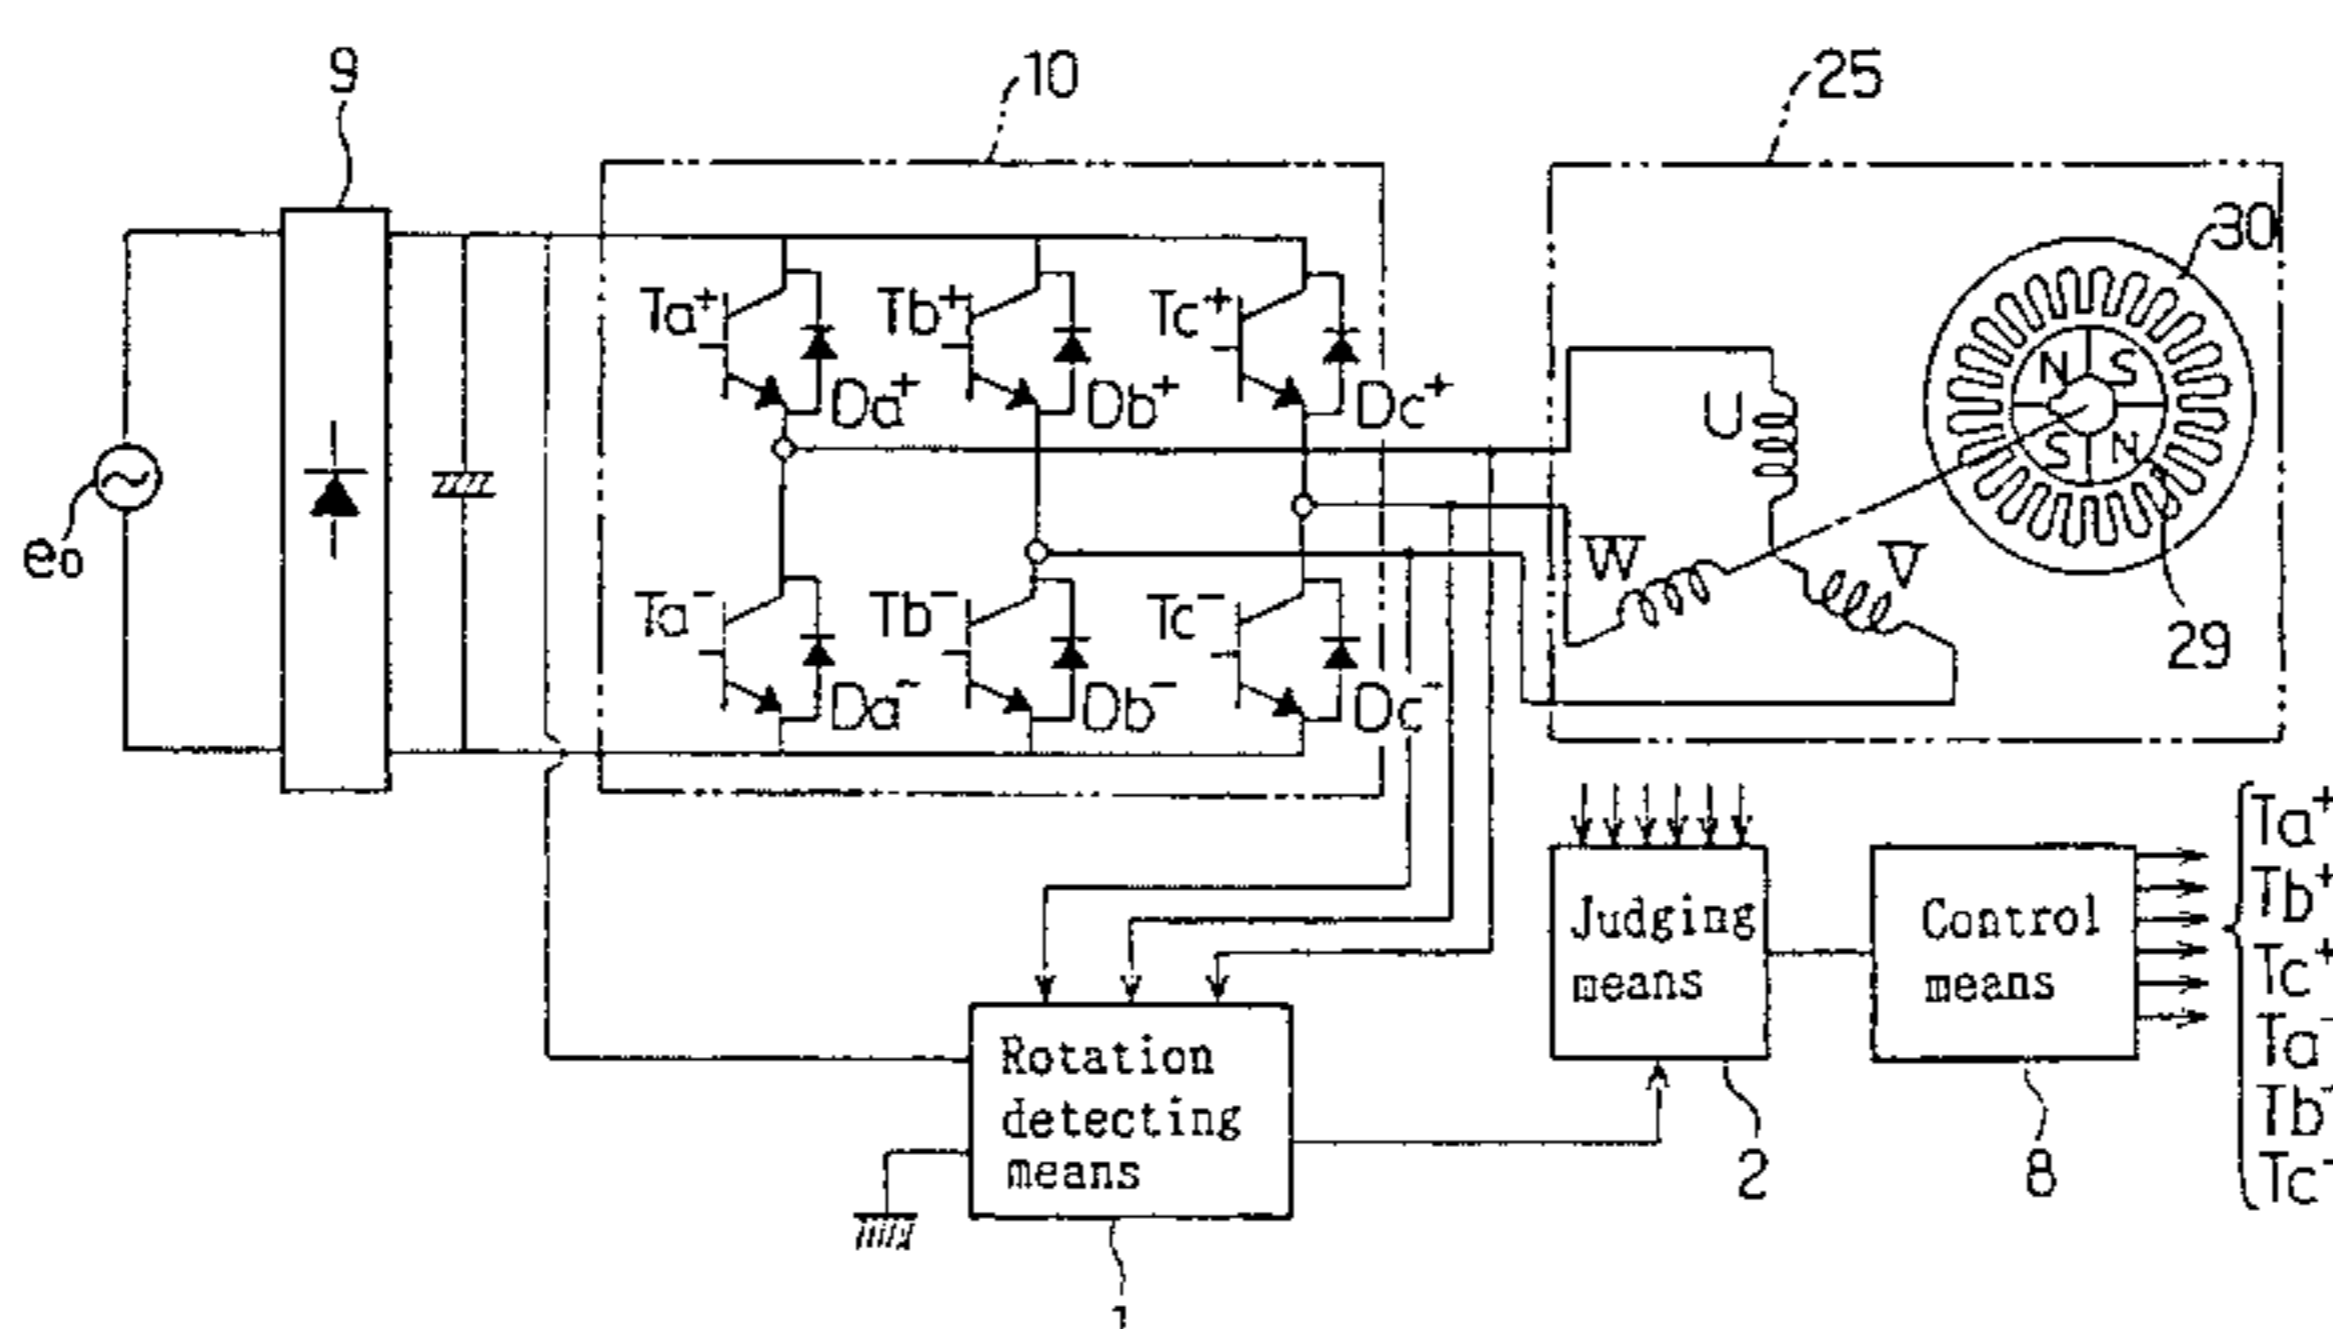 9
10
25
30
Ta⁺
Tb⁺
Tc⁺
N S
U
Da⁺
Db⁺
Dc⁺
S N
e₀
W
V
Ta⁻
Tb⁻
Tc⁻
29
Da⁻
Db⁻
Dc⁻
Ta⁺
Tb⁺
Tc⁺
Ta⁻
Tb⁻
Tc⁻
Judging
means
Control
means
Rotation
detecting
means
2
8
1